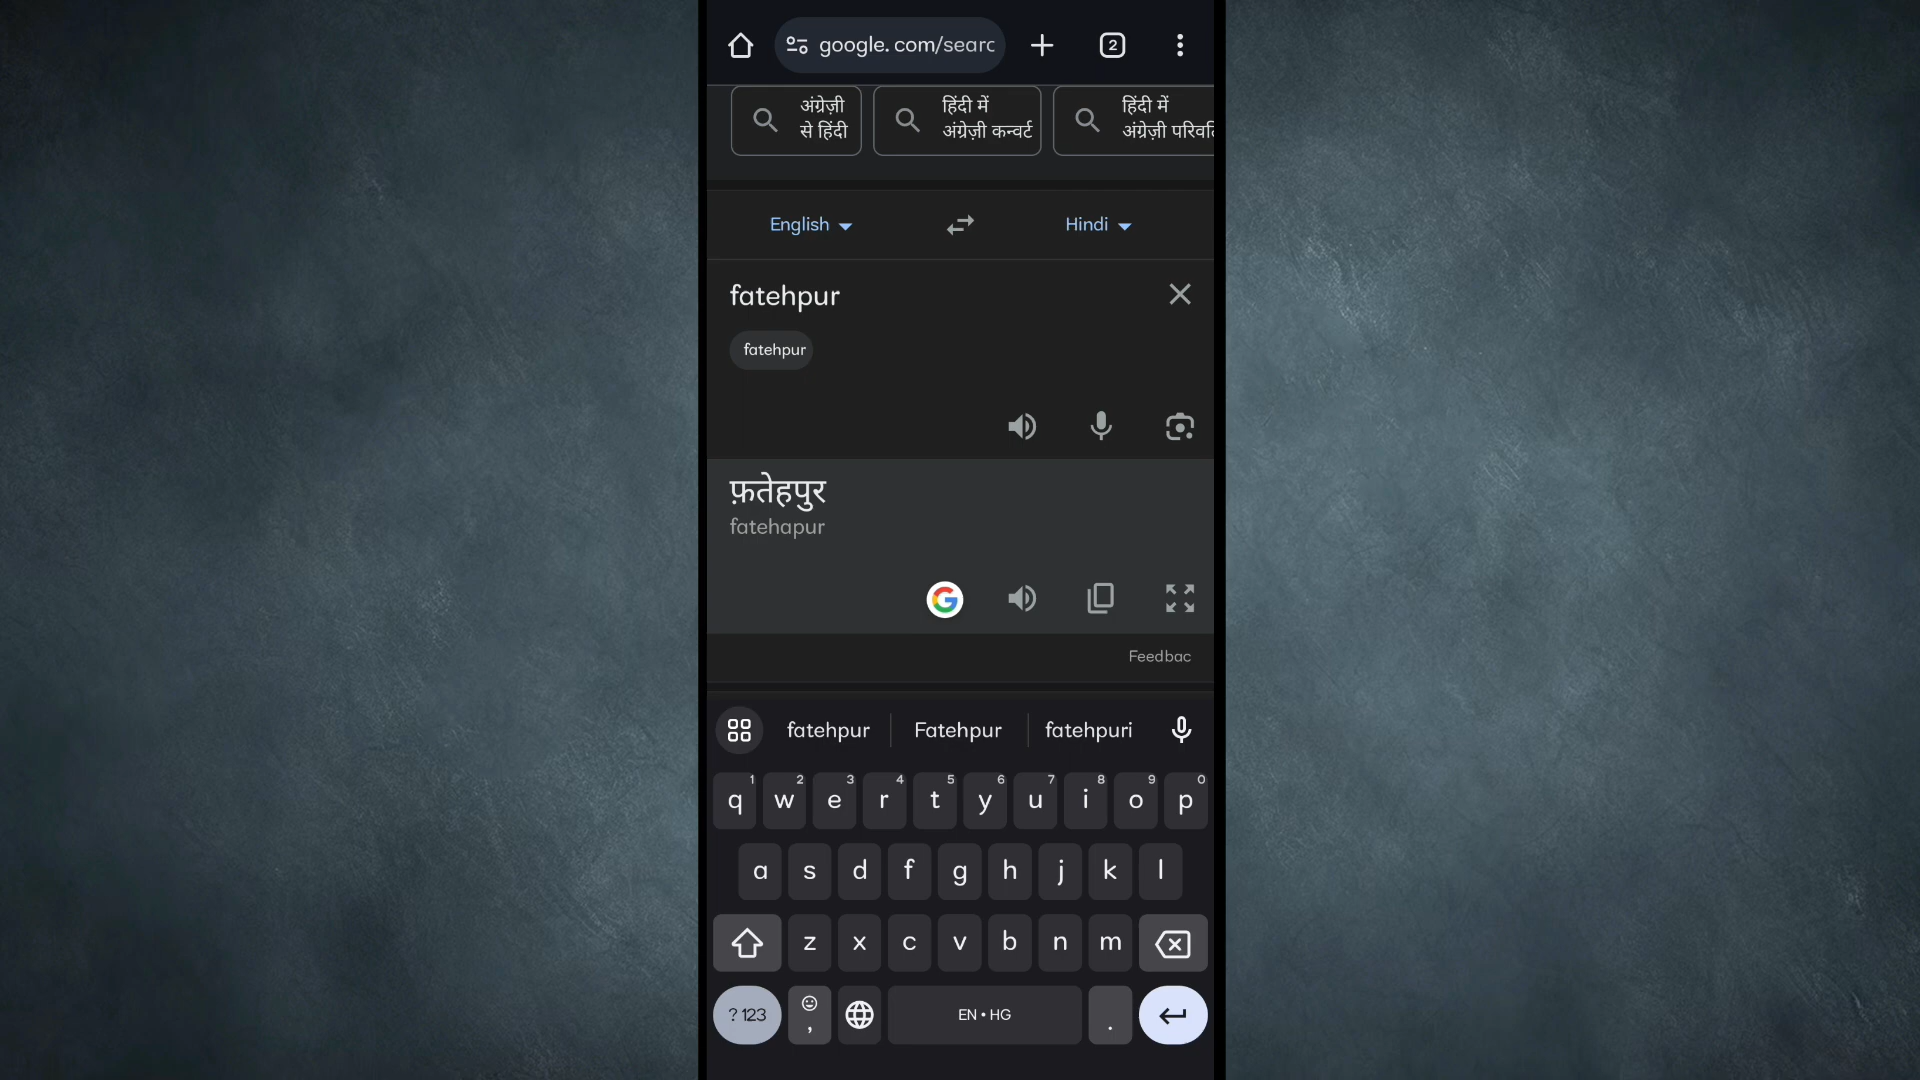 google.com/searc
2
अंग्रेज़ी
से हिंदी
हिंदी में
अंग्रेज़ी कन्वर्ट
हिंदी में
अंग्रेज़ी
English
Hindi
fatehpur
fatehpur
फ़तेहपुर
fatehapur
G
Feedbac
fatehpur Fatehpur fatehpuri
1 2 3 4 5 6 7 8 9 0
q w e r t y u i o p
a s d f g h j k l
z x c v b n m
?123 , EN • HG .